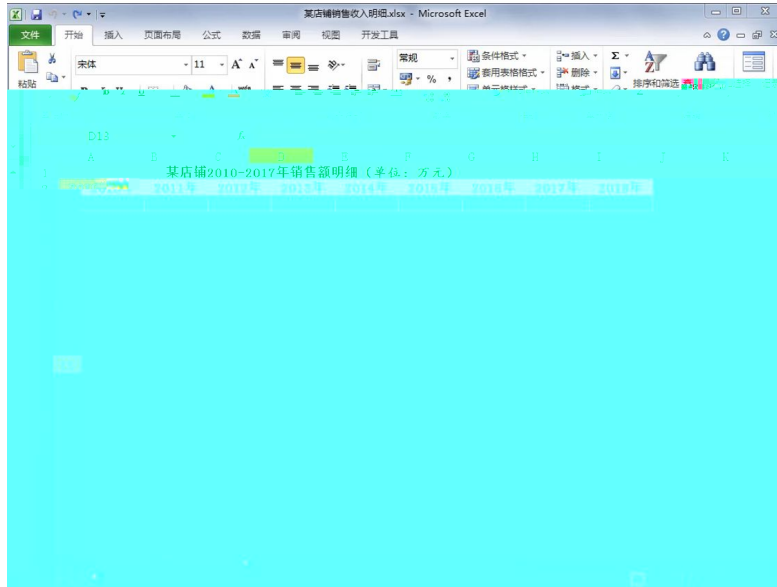 某店铺销售收入明细.xlsx - Microsoft Excel
文件 开始 插入 页面布局 公式 数据 审阅 视图 开发工具
宋体 11 A A 常规 条件格式 插入 Σ
粘贴 % 套用表格格式 删除 排序和筛选
D13
A B C D E F G H I J K
1 某店铺2010-2017年销售额明细（单位：万元）
2011年 2012年 2013年 2014年 2015年 2016年 2017年 2018年